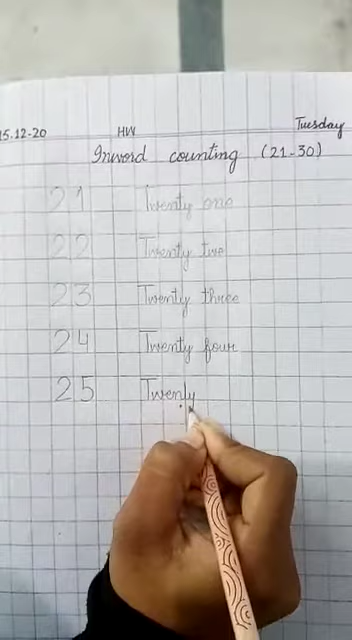 15.12-20 HW Tuesday
Inword counting (21-30)
21 Twenty one
22 Twenty two
23 Twenty three
24 Twenty four
25 Twenty